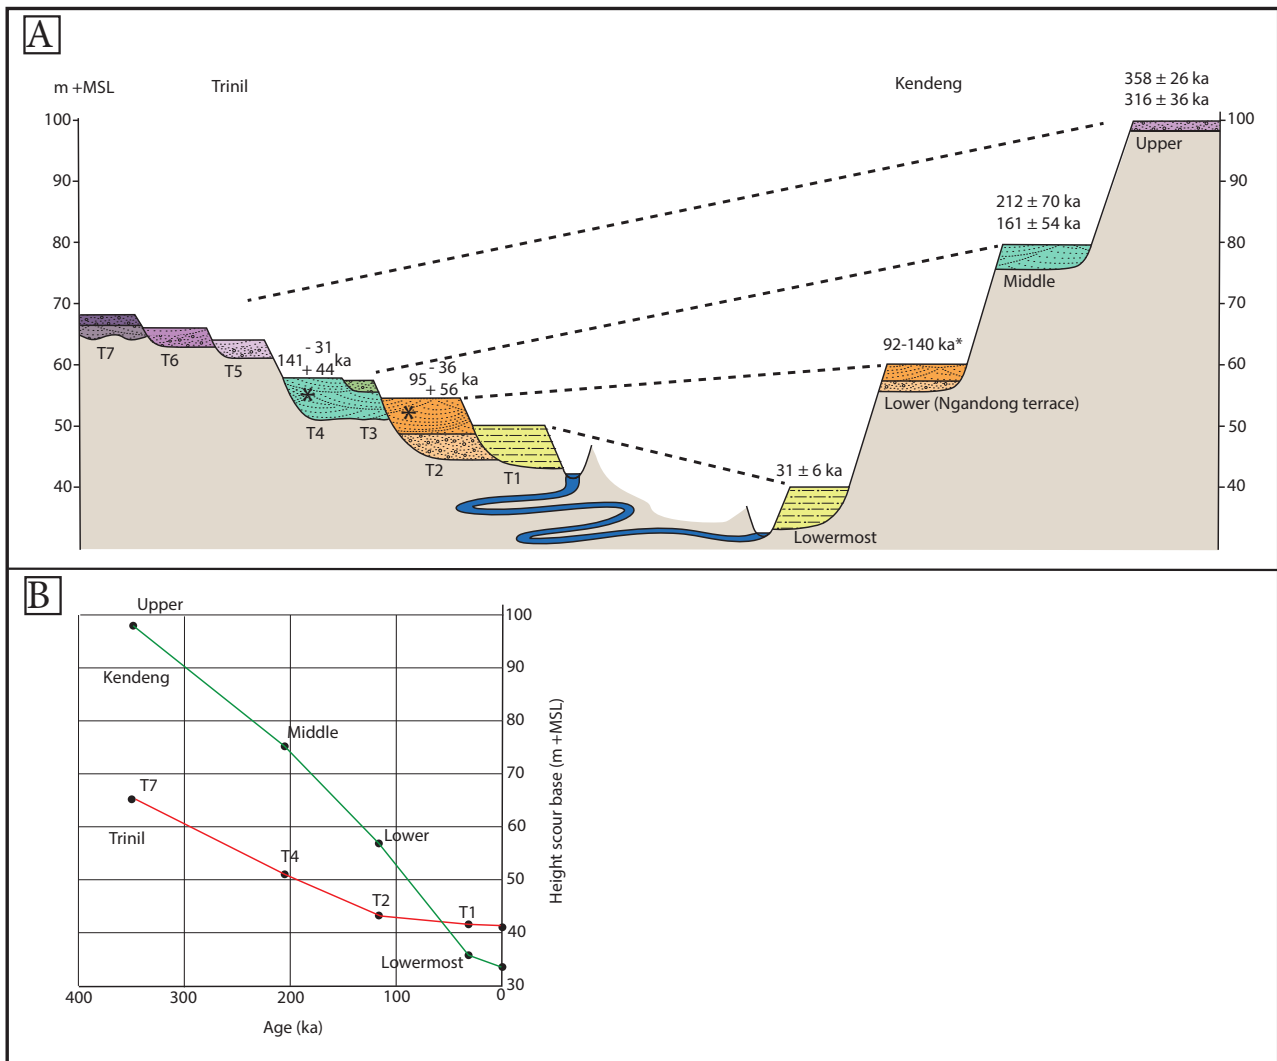 A
m +MSL
Trinil
Kendeng
358 ± 26 ka
316 ± 36 ka
100
100
Upper
90
90
212 ± 70 ka
161 ± 54 ka
80
80
Middle
70
70
T7
T6
T5
141 - 31 + 44 ka
92-140 ka*
60
60
95 - 36 + 56 ka
Lower (Ngandong terrace)
*
*
50
50
T4
T3
T2
T1
31 ± 6 ka
40
40
Lowermost
B
Upper
100
Kendeng
90
Middle
80
T7
70
Trinil
60
Lower
T4
50
T2
T1
40
Lowermost
30
400
300
200
100
0
Age (ka)
Height scour base (m +MSL)